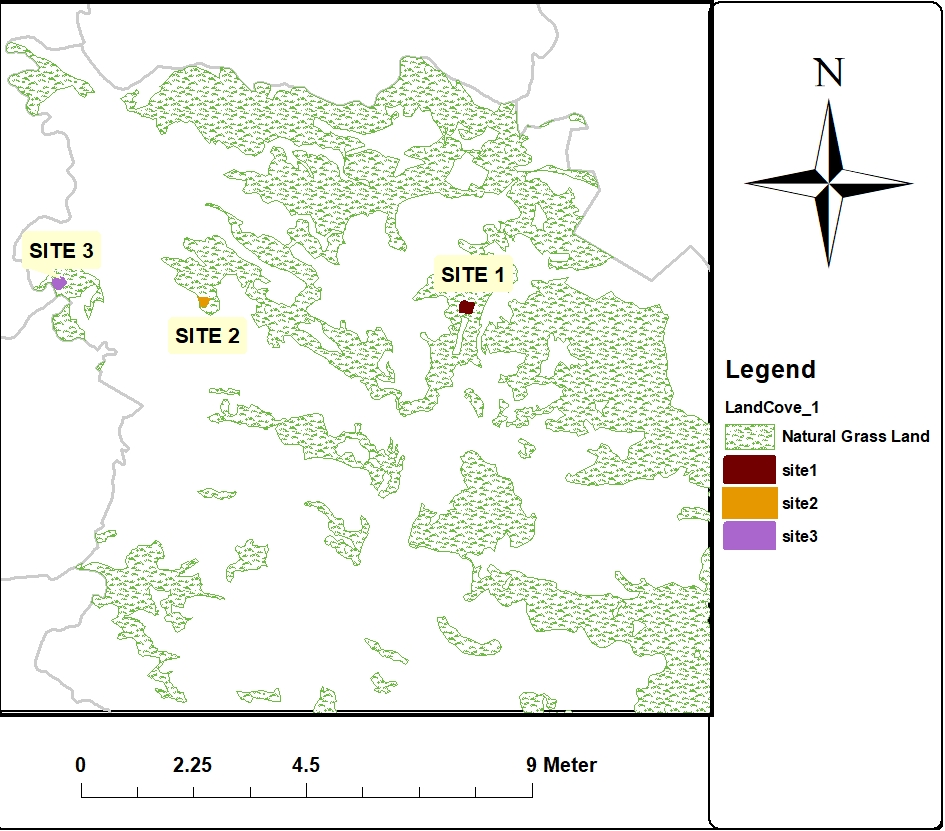 N
SITE 3
SITE 1
SITE 2
Legend
LandCove_1
Natural Grass Land
site1
site2
site3
0 2.25 4.5 9 Meter